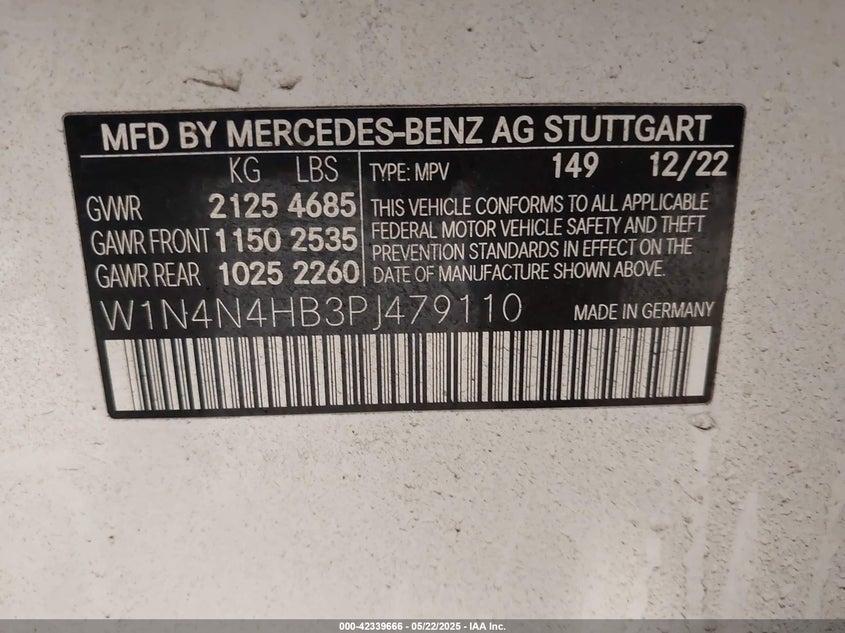 MFD BY MERCEDES-BENZ AG STUTTGART
KG LBS
GVWR 2125 4685
GAWR FRONT 1150 2535
GAWR REAR 1025 2260
TYPE: MPV 149 12/22
THIS VEHICLE CONFORMS TO ALL APPLICABLE
FEDERAL MOTOR VEHICLE SAFETY AND THEFT
PREVENTION STANDARDS IN EFFECT ON THE
DATE OF MANUFACTURE SHOWN ABOVE.
W1N4N4HB3PJ479110 MADE IN GERMANY
000-42339666 - 05/22/2025 - IAA Inc.